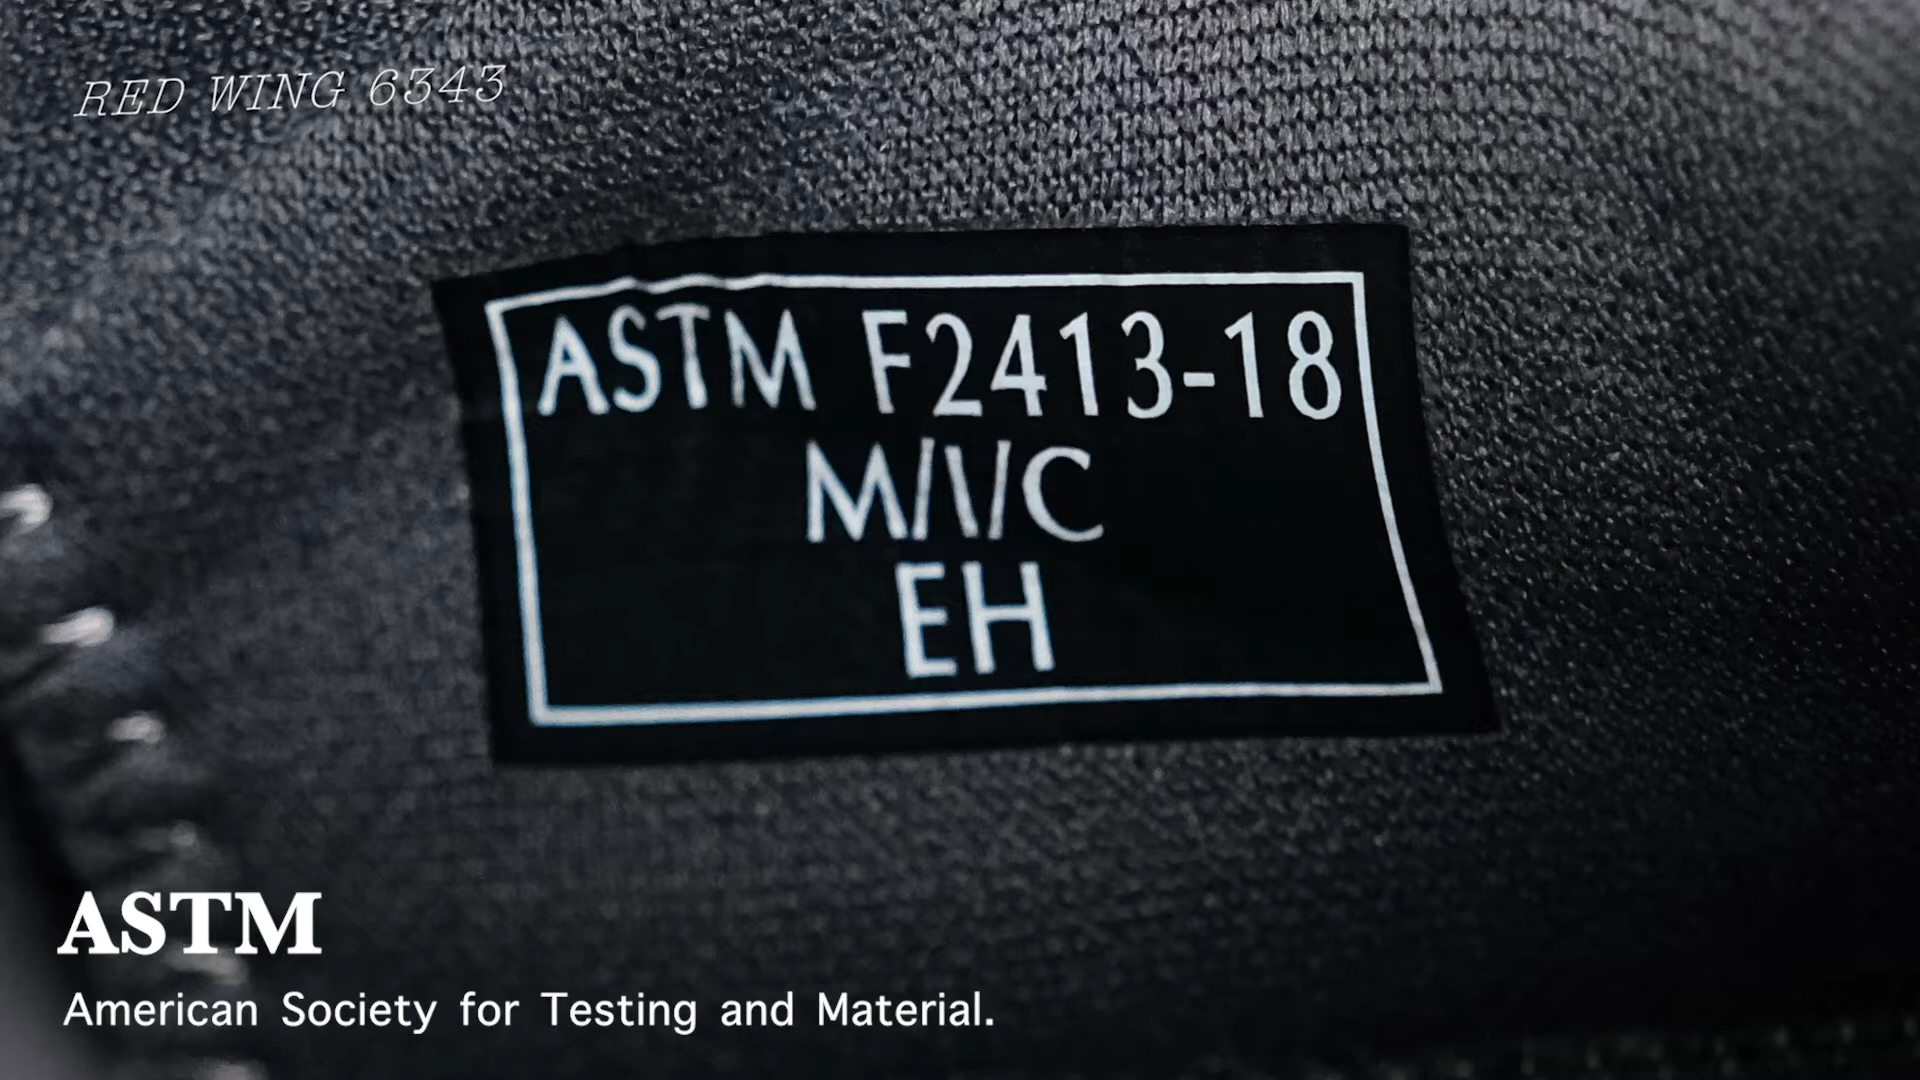 RED WING 6343
ASTM F2413-18
M/I/C
EH
ASTM
American Society for Testing and Material.